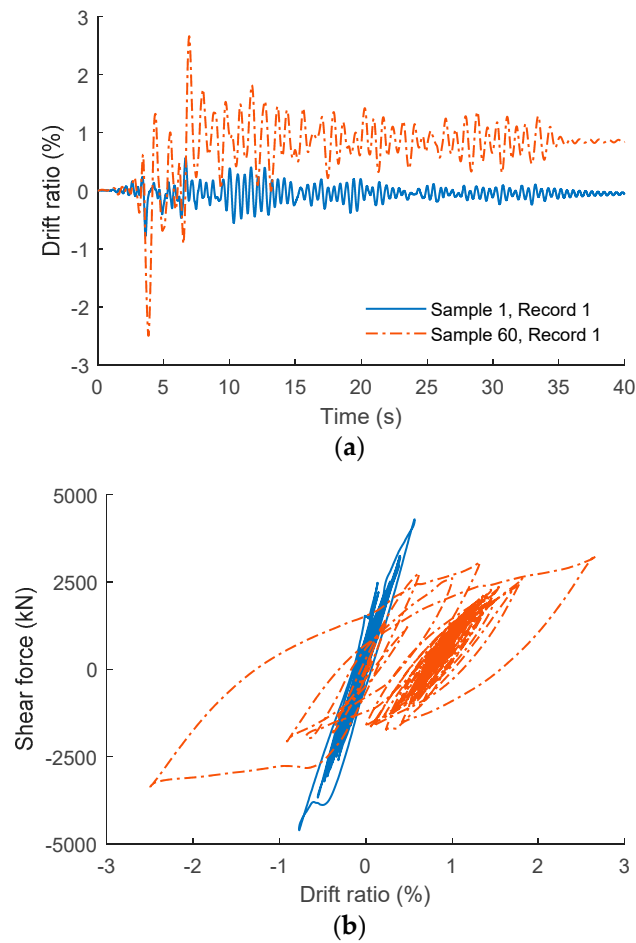 3
2
1
0
-1
-2
-3
Drift ratio (%)
Sample 1, Record 1
Sample 60, Record 1
0 5 10 15 20 25 30 35 40
Time (s)
(a)
5000
2500
0
-2500
-5000
Shear force (kN)
-3 -2 -1 0 1 2 3
Drift ratio (%)
(b)